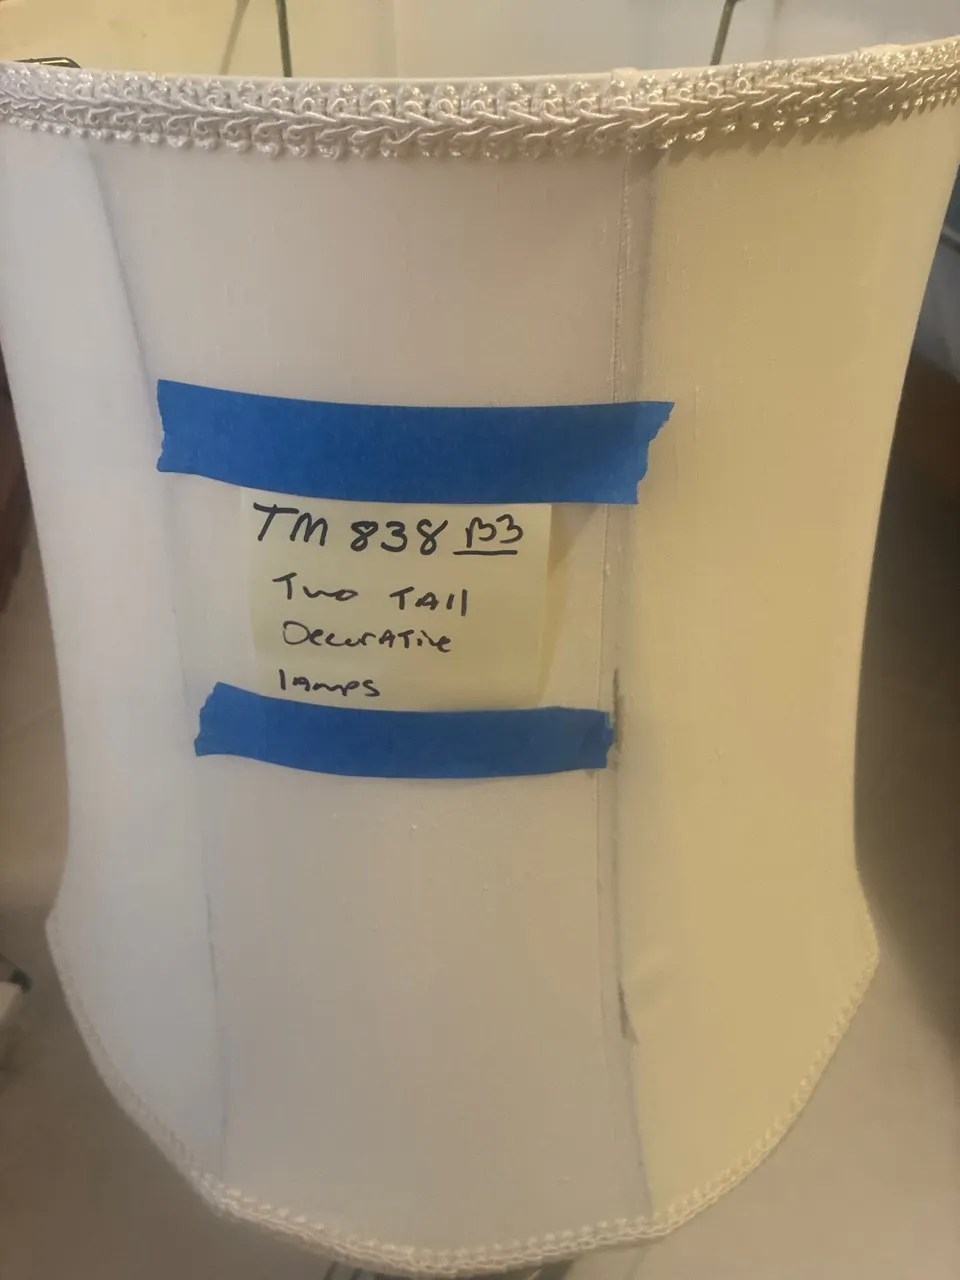 TM 838 B3
Two TAll
DecorATive
lAmps